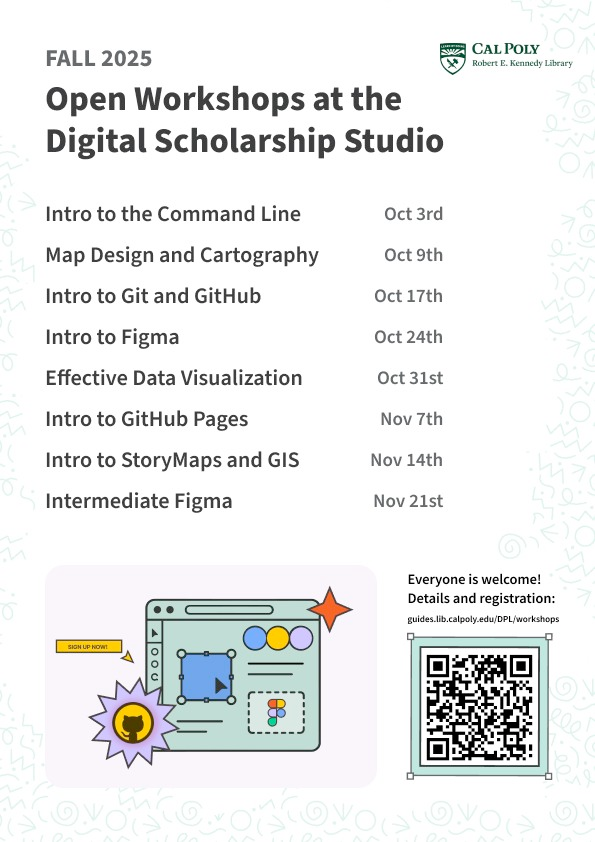 FALL 2025
CAL POLY
Robert E. Kennedy Library
Open Workshops at the
Digital Scholarship Studio
Intro to the Command Line Oct 3rd
Map Design and Cartography Oct 9th
Intro to Git and GitHub Oct 17th
Intro to Figma Oct 24th
Effective Data Visualization Oct 31st
Intro to GitHub Pages Nov 7th
Intro to StoryMaps and GIS Nov 14th
Intermediate Figma Nov 21st
Everyone is welcome!
Details and registration:
guides.lib.calpoly.edu/DPL/workshops
SIGN UP NOW!